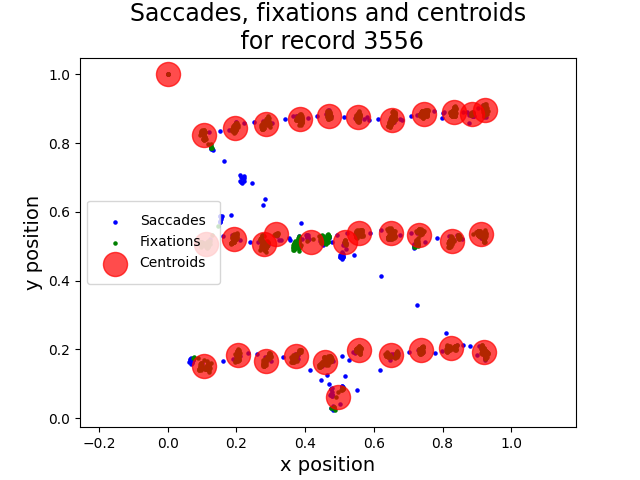 Saccades, fixations and centroids
for record 3556
1.0
0.8
0.6
0.4
0.2
0.0
y position
Saccades
Fixations
Centroids
−0.2
0.0
0.2
0.4
0.6
0.8
1.0
x position